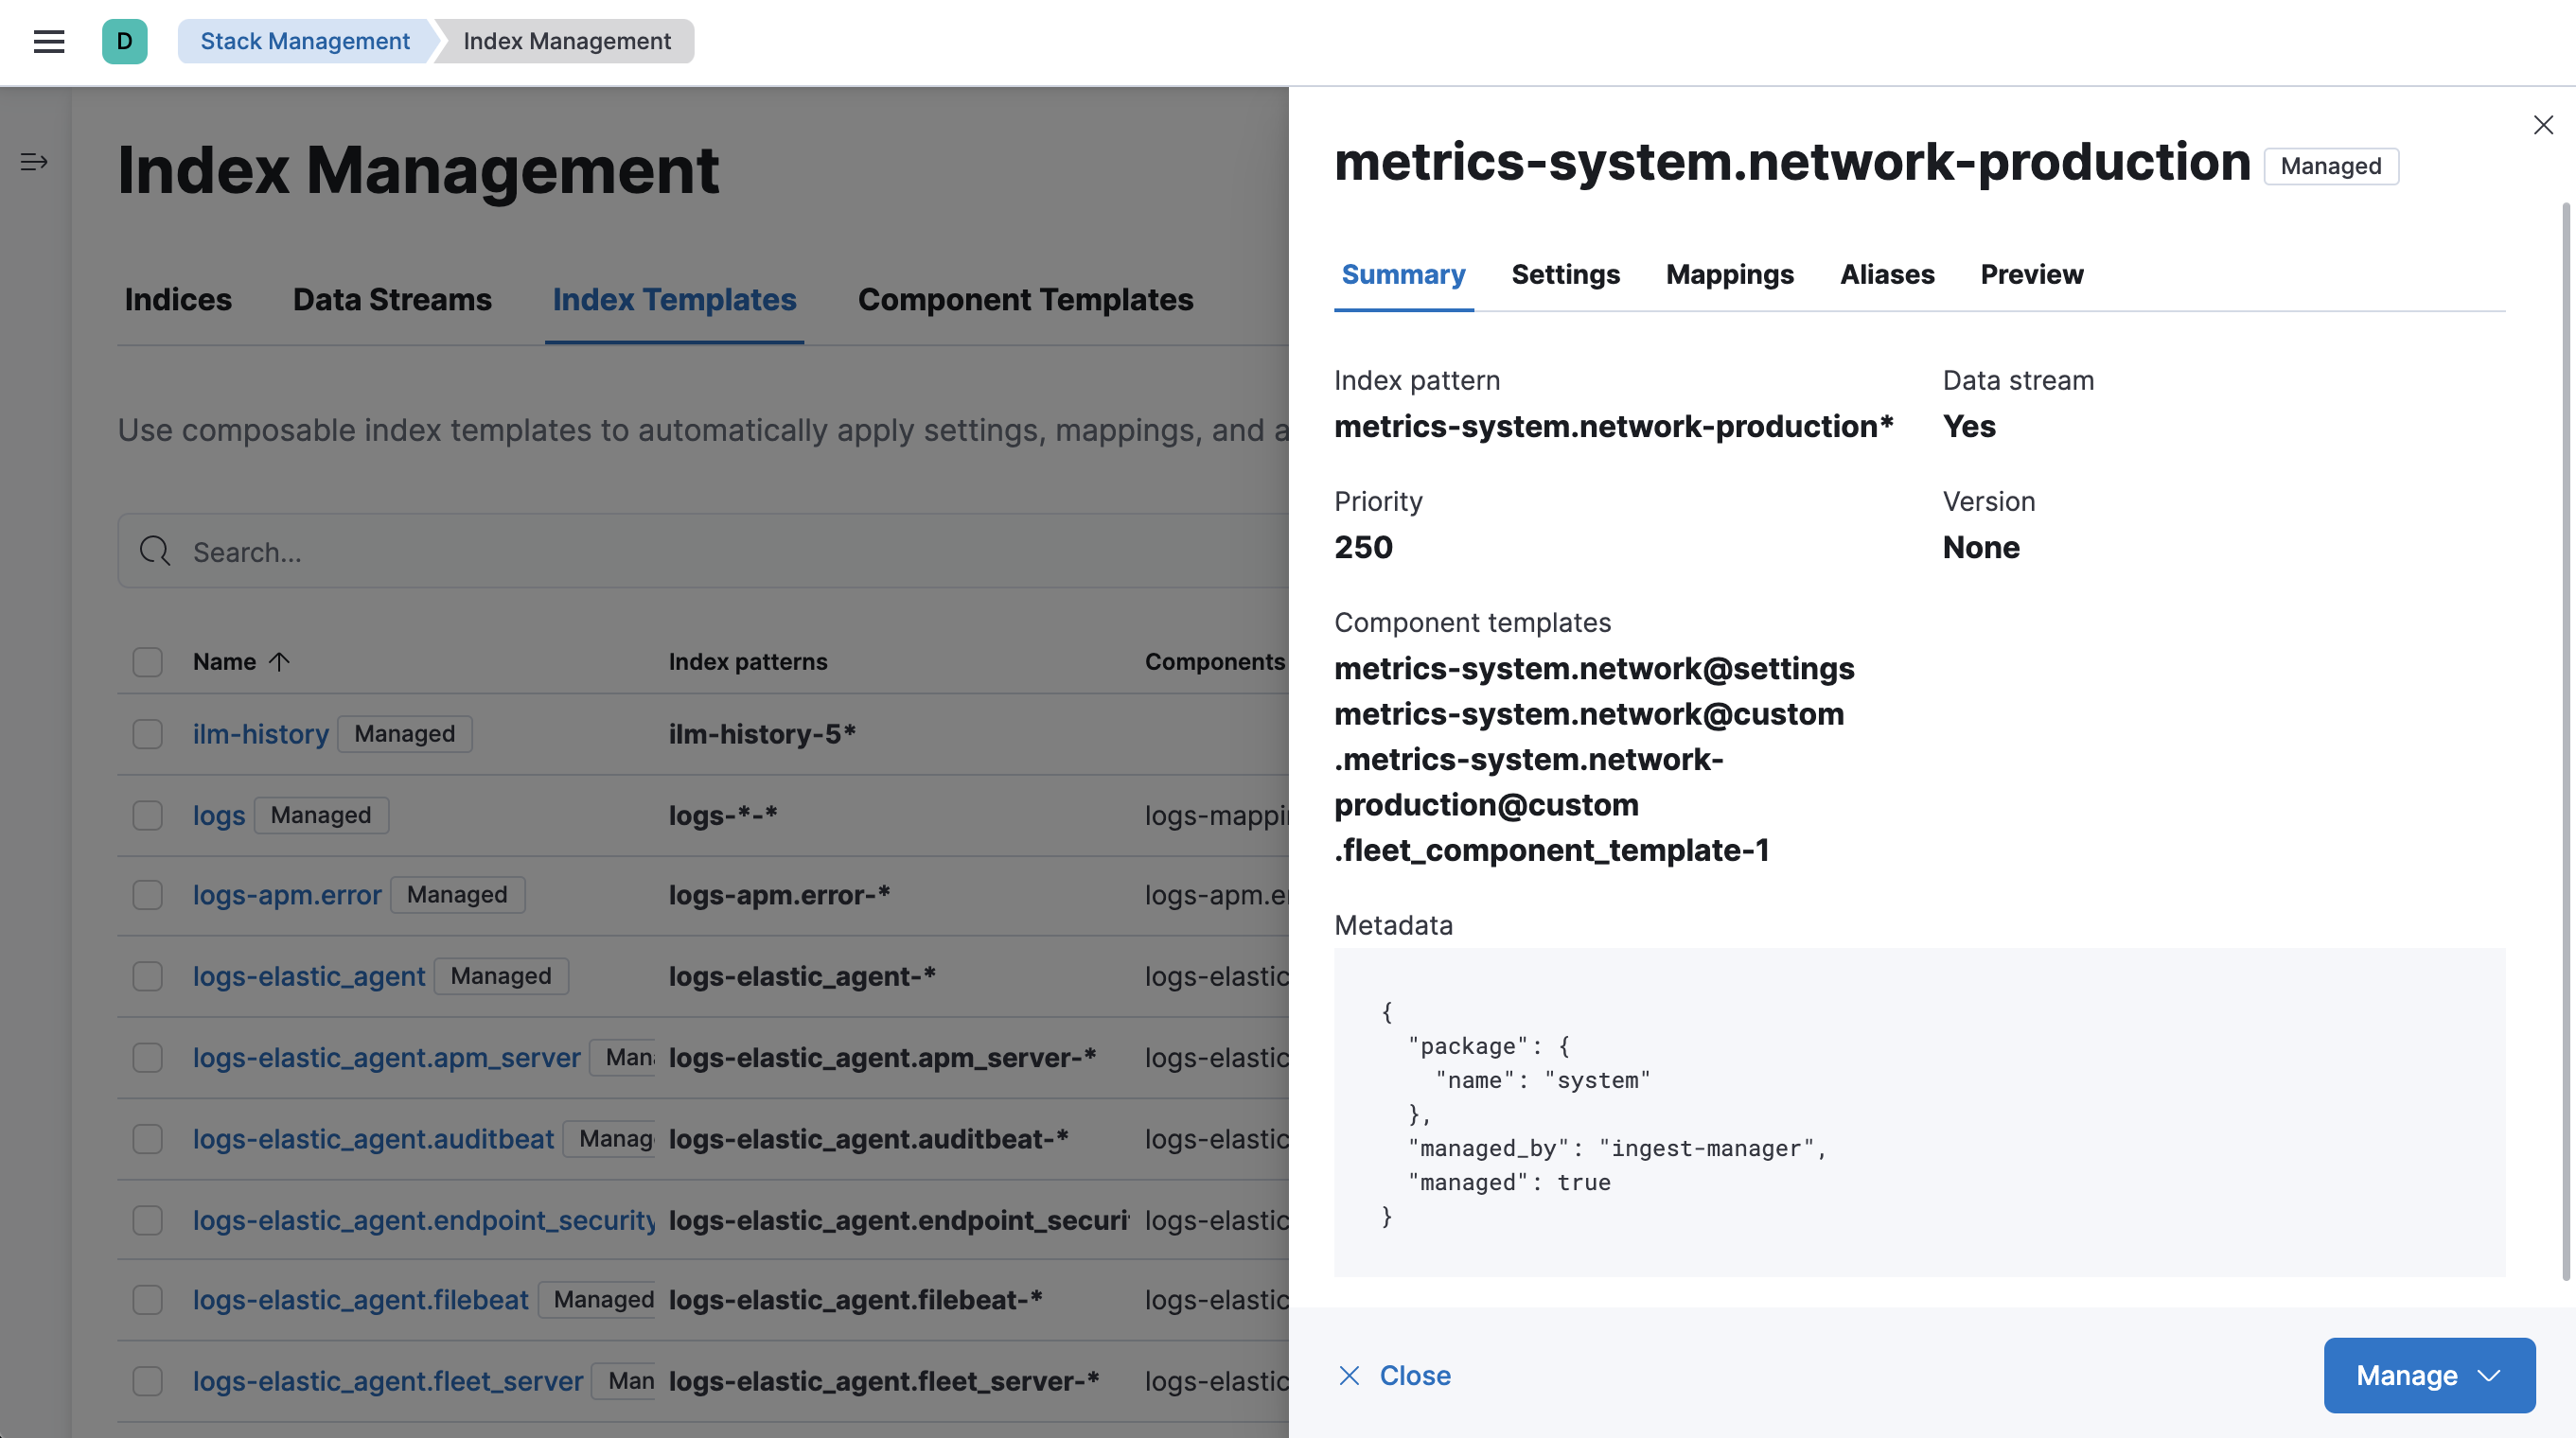 D
Stack Management
Index Management
Index Management
Indices
Data Streams
Index Templates
Component Templates
Use composable index templates to automatically apply settings, mappings, and a
Search...
Name
Index patterns
Components
ilm-history
Managed
ilm-history-5*
logs
Managed
logs-*-*
logs-mappi
logs-apm.error
Managed
logs-apm.error-*
logs-apm.e
logs-elastic_agent
Managed
logs-elastic_agent-*
logs-elastic
logs-elastic_agent.apm_server
Man
logs-elastic_agent.apm_server-*
logs-elastic
logs-elastic_agent.auditbeat
Manag
logs-elastic_agent.auditbeat-*
logs-elastic
logs-elastic_agent.endpoint_security
logs-elastic_agent.endpoint_securi
logs-elastic
logs-elastic_agent.filebeat
Managed
logs-elastic_agent.filebeat-*
logs-elastic
logs-elastic_agent.fleet_server
Man
logs-elastic_agent.fleet_server-*
logs-elastic
metrics-system.network-production
Managed
Summary
Settings
Mappings
Aliases
Preview
Index pattern
metrics-system.network-production*
Data stream
Yes
Priority
250
Version
None
Component templates
metrics-system.network@settings
metrics-system.network@custom
.metrics-system.network-
production@custom
.fleet_component_template-1
Metadata
{
"package": {
"name": "system"
},
"managed_by": "ingest-manager",
"managed": true
}
Close
Manage